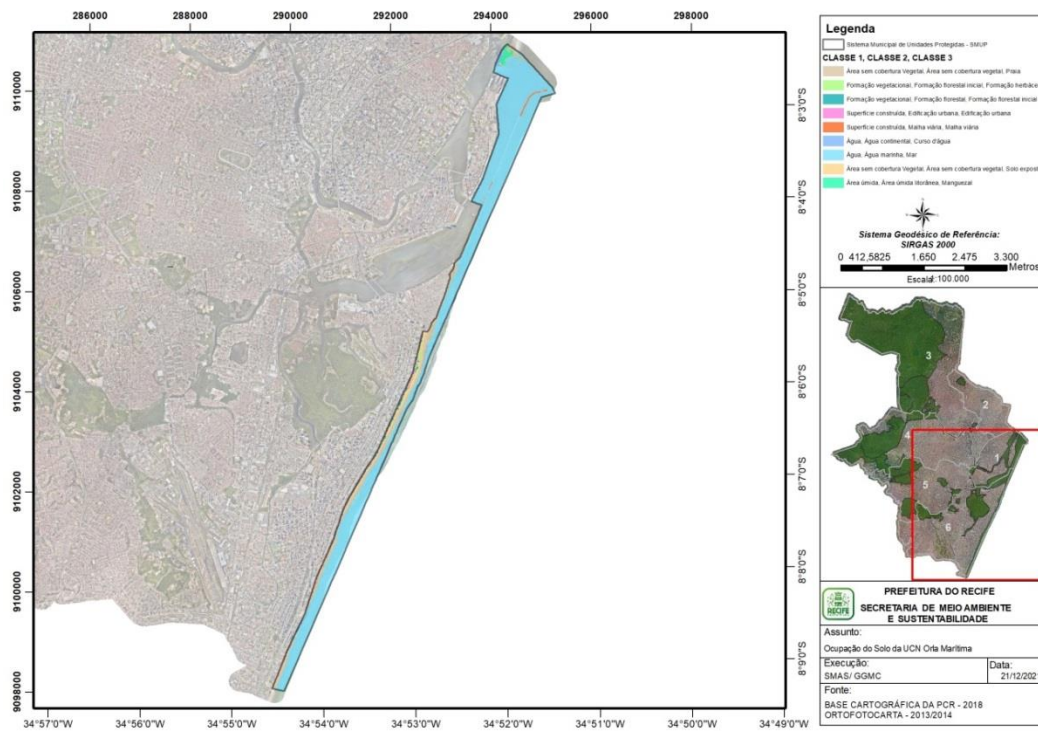 286000 288000 290000 292000 294000 296000 298000
9110000
9108000
9106000
9104000
9102000
9100000
9098000
8°3'0"S
8°4'0"S
8°5'0"S
8°6'0"S
8°7'0"S
8°8'0"S
8°9'0"S
34°57'0"W 34°56'0"W 34°55'0"W 34°54'0"W 34°53'0"W 34°52'0"W 34°51'0"W 34°50'0"W 34°49'0"W
Legenda
Sistema Municipal de Unidades Protegidas - SMUP
CLASSE 1, CLASSE 2, CLASSE 3
Área sem cobertura Vegetal, Área sem cobertura vegetal, Praia
Formação vegetacional, Formação florestal inicial, Formação herbáce
Formação vegetacional, Formação florestal, Formação florestal inicial
Superfície construída, Edificação urbana, Edificação urbana
Superfície construída, Malha viária, Malha viária
Água, Água continental, Curso d'água
Água, Água marinha, Mar
Área sem cobertura Vegetal, Área sem cobertura vegetal, Solo expost
Área úmida, Área úmida litorânea, Manguezal
Sistema Geodésico de Referência:
SIRGAS 2000
0 412,5825 1.650 2.475 3.300
Metros
Escala:100.000
3
2
4
1
5
6
RECIFE
PREFEITURA DO RECIFE
SECRETARIA DE MEIO AMBIENTE
E SUSTENTABILIDADE
Assunto:
Ocupação do Solo da UCN Orla Marítima
Execução:
SMAS/ GGMC
Data:
21/12/2021
Fonte:
BASE CARTOGRÁFICA DA PCR - 2018
ORTOFOTOCARTA - 2013/2014